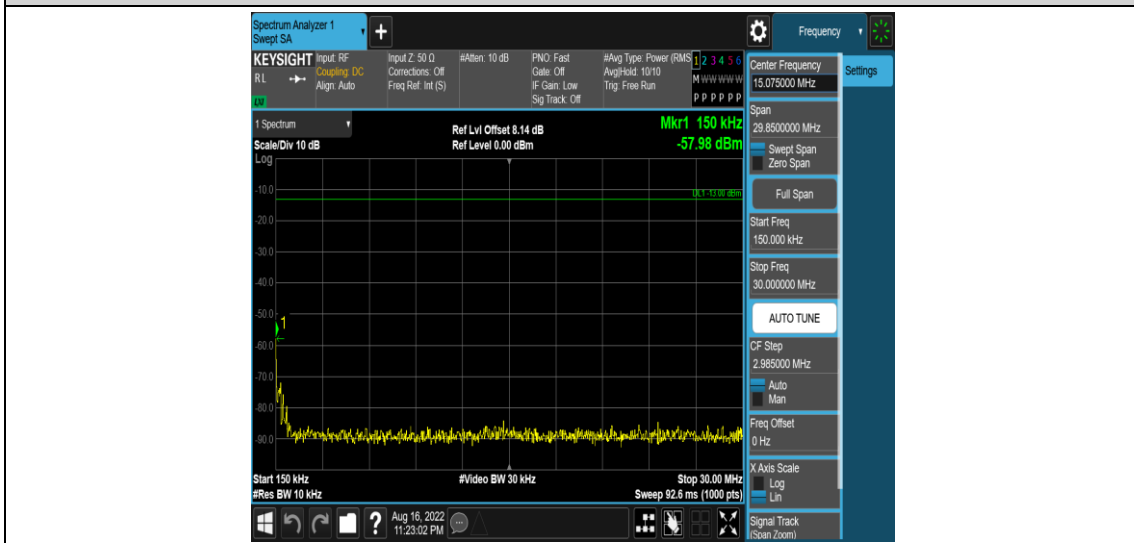 Spectrum Analyzer 1
Swept SA
+
Frequency
KEYSIGHT
RL
LXI
Input: RF
Coupling: DC
Align: Auto
Input Z: 50 Ω
Corrections: Off
Freq Ref: Int (S)
#Atten: 10 dB
PNO: Fast
Gate: Off
IF Gain: Low
Sig Track: Off
#Avg Type: Power (RMS
Avg|Hold: 10/10
Trig: Free Run
1 2 3 4 5 6
M W W W W W
P P P P P P
1 Spectrum
Scale/Div 10 dB
Log
Ref Lvl Offset 8.14 dB
Ref Level 0.00 dBm
Mkr1 150 kHz
-57.98 dBm
DL1 -13.00 dBm
-10.0
-20.0
-30.0
-40.0
-50.0
1
-60.0
-70.0
-80.0
-90.0
Start 150 kHz
#Video BW 30 kHz
Stop 30.00 MHz
#Res BW 10 kHz
Sweep 92.6 ms (1000 pts)
Center Frequency
15.075000 MHz
Settings
Span
29.8500000 MHz
Swept Span
Zero Span
Full Span
Start Freq
150.000 kHz
Stop Freq
30.000000 MHz
AUTO TUNE
CF Step
2.985000 MHz
Auto
Man
Freq Offset
0 Hz
X Axis Scale
Log
Lin
Signal Track
(Span Zoom)
?
Aug 16, 2022
11:23:02 PM